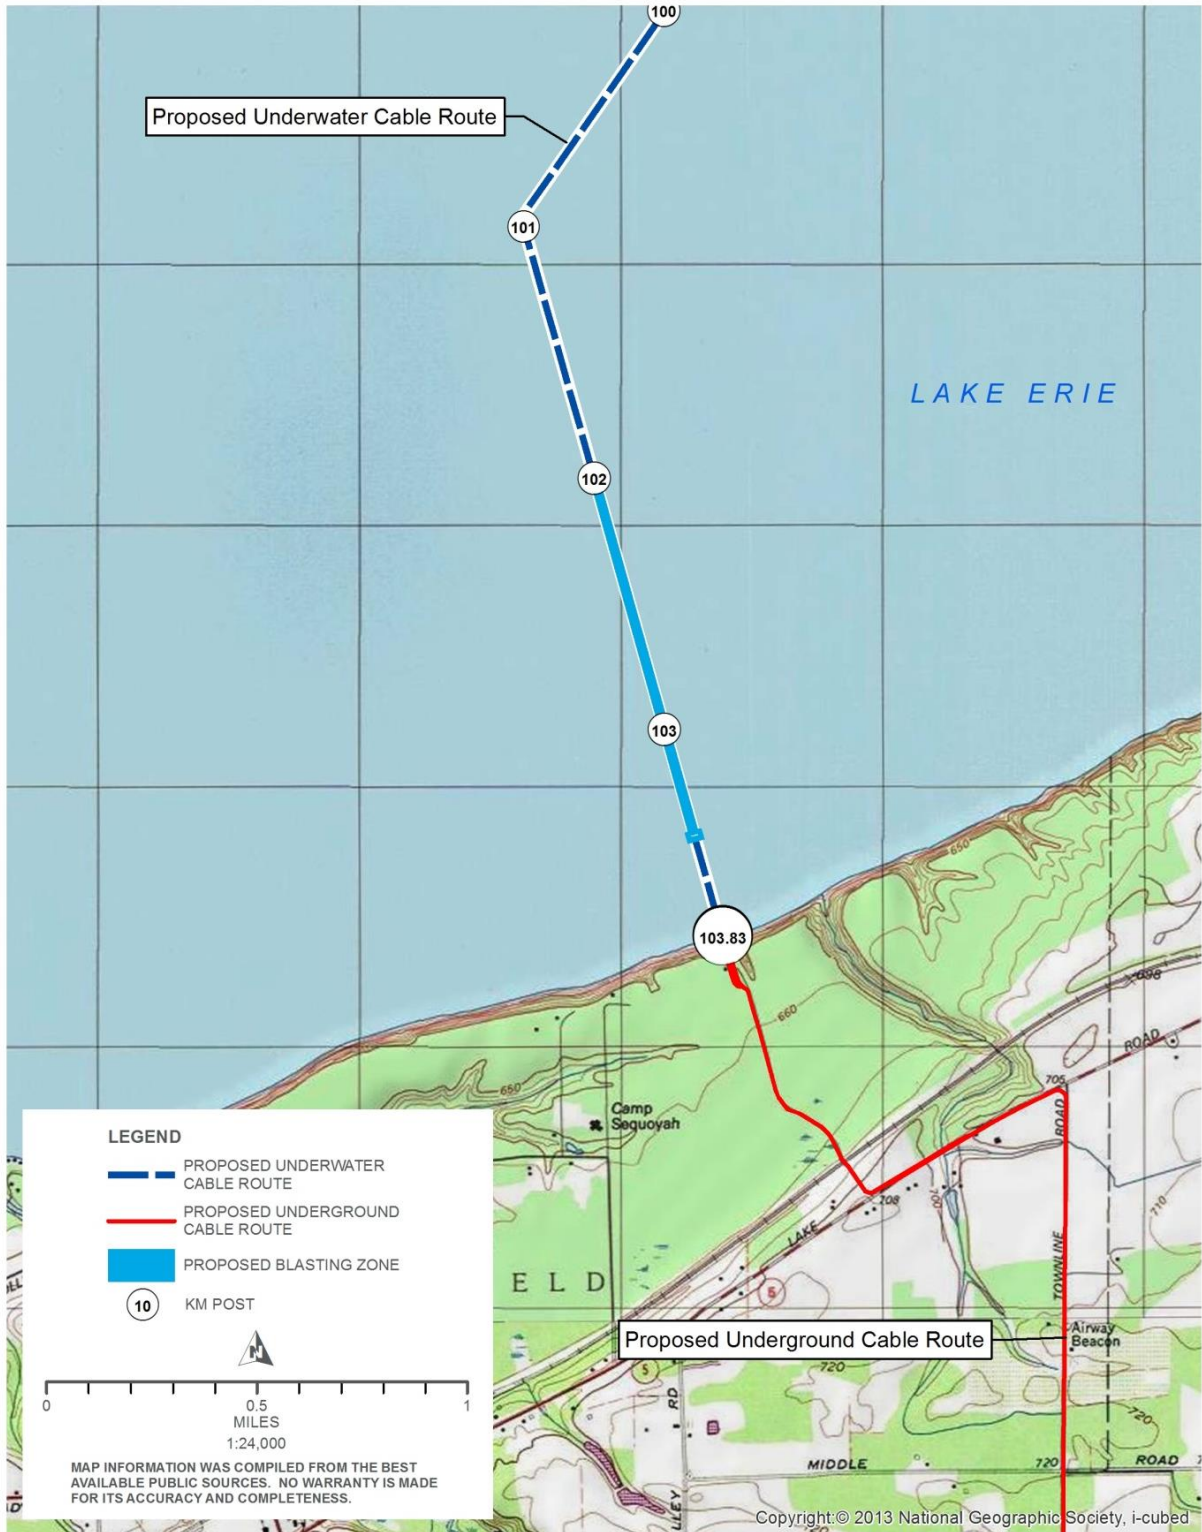 100
Proposed Underwater Cable Route
101
LAKE ERIE
102
103
650
103.83
698
660
ROAD
705
650
Camp
Sequoyah
ROAD
708
700
710
LAKE
TOWNLINE
ELD
5
Airway
Beacon
Proposed Underground Cable Route
5
720
RD
720
MIDDLE
720
ROAD
LEGEND
PROPOSED UNDERWATER
CABLE ROUTE
PROPOSED UNDERGROUND
CABLE ROUTE
PROPOSED BLASTING ZONE
10 KM POST
N
0 0.5 1
MILES
1:24,000
MAP INFORMATION WAS COMPILED FROM THE BEST
AVAILABLE PUBLIC SOURCES. NO WARRANTY IS MADE
FOR ITS ACCURACY AND COMPLETENESS.
LLEY
Copyright:© 2013 National Geographic Society, i-cubed